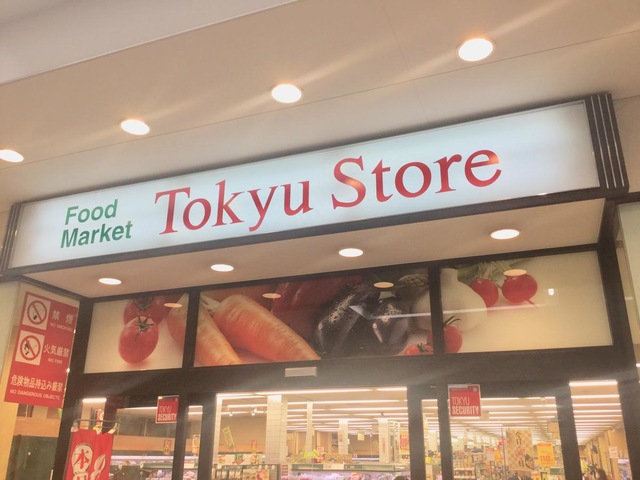 Food
Market
Tokyu Store
禁煙
NO SMOKING
火気厳禁
NO FIRE
危険物品持込み厳禁
NO DANGEROUS OBJECTS
TOKYU
SECURITY
TOKYU
SECURITY
本